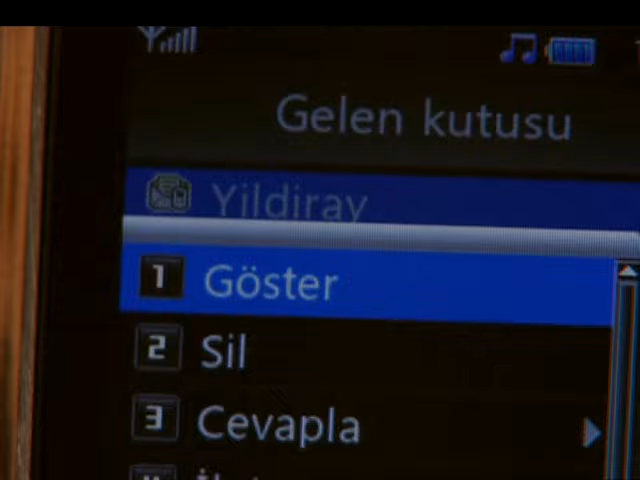 Gelen kutusu
Yildiray
1 Göster
2 Sil
3 Cevapla